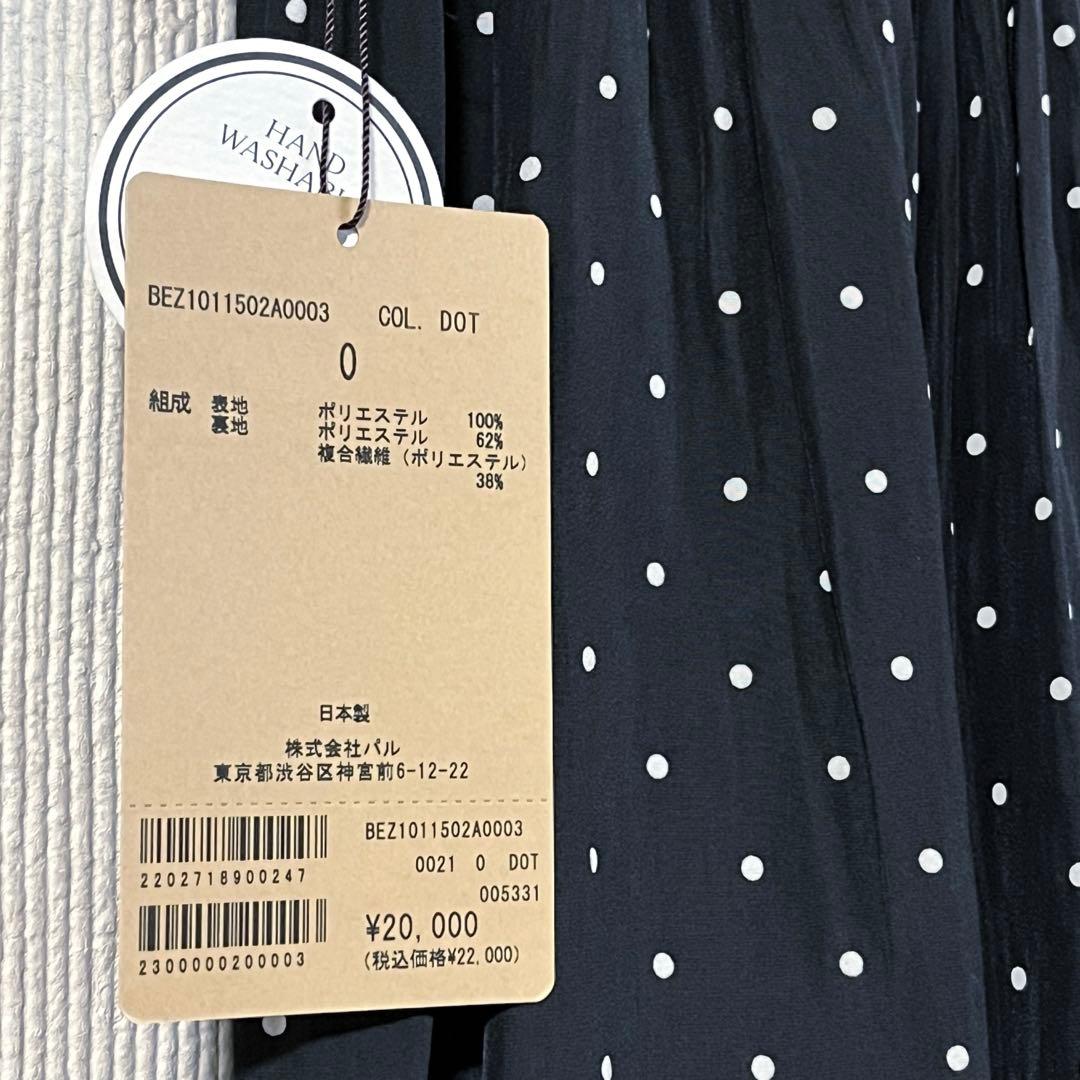 HAND
BEZ1011502A0003 COL. DOT
0
組成 表地 ポリエステル 100%
裏地 ポリエステル 62%
複合繊維(ポリエステル)
38%
日本製
株式会社パル
東京都渋谷区神宮前6-12-22
BEZ1011502A0003
2202718900247
0021 0 DOT
005331
¥20,000
2300000200003
(税込価格¥22,000)